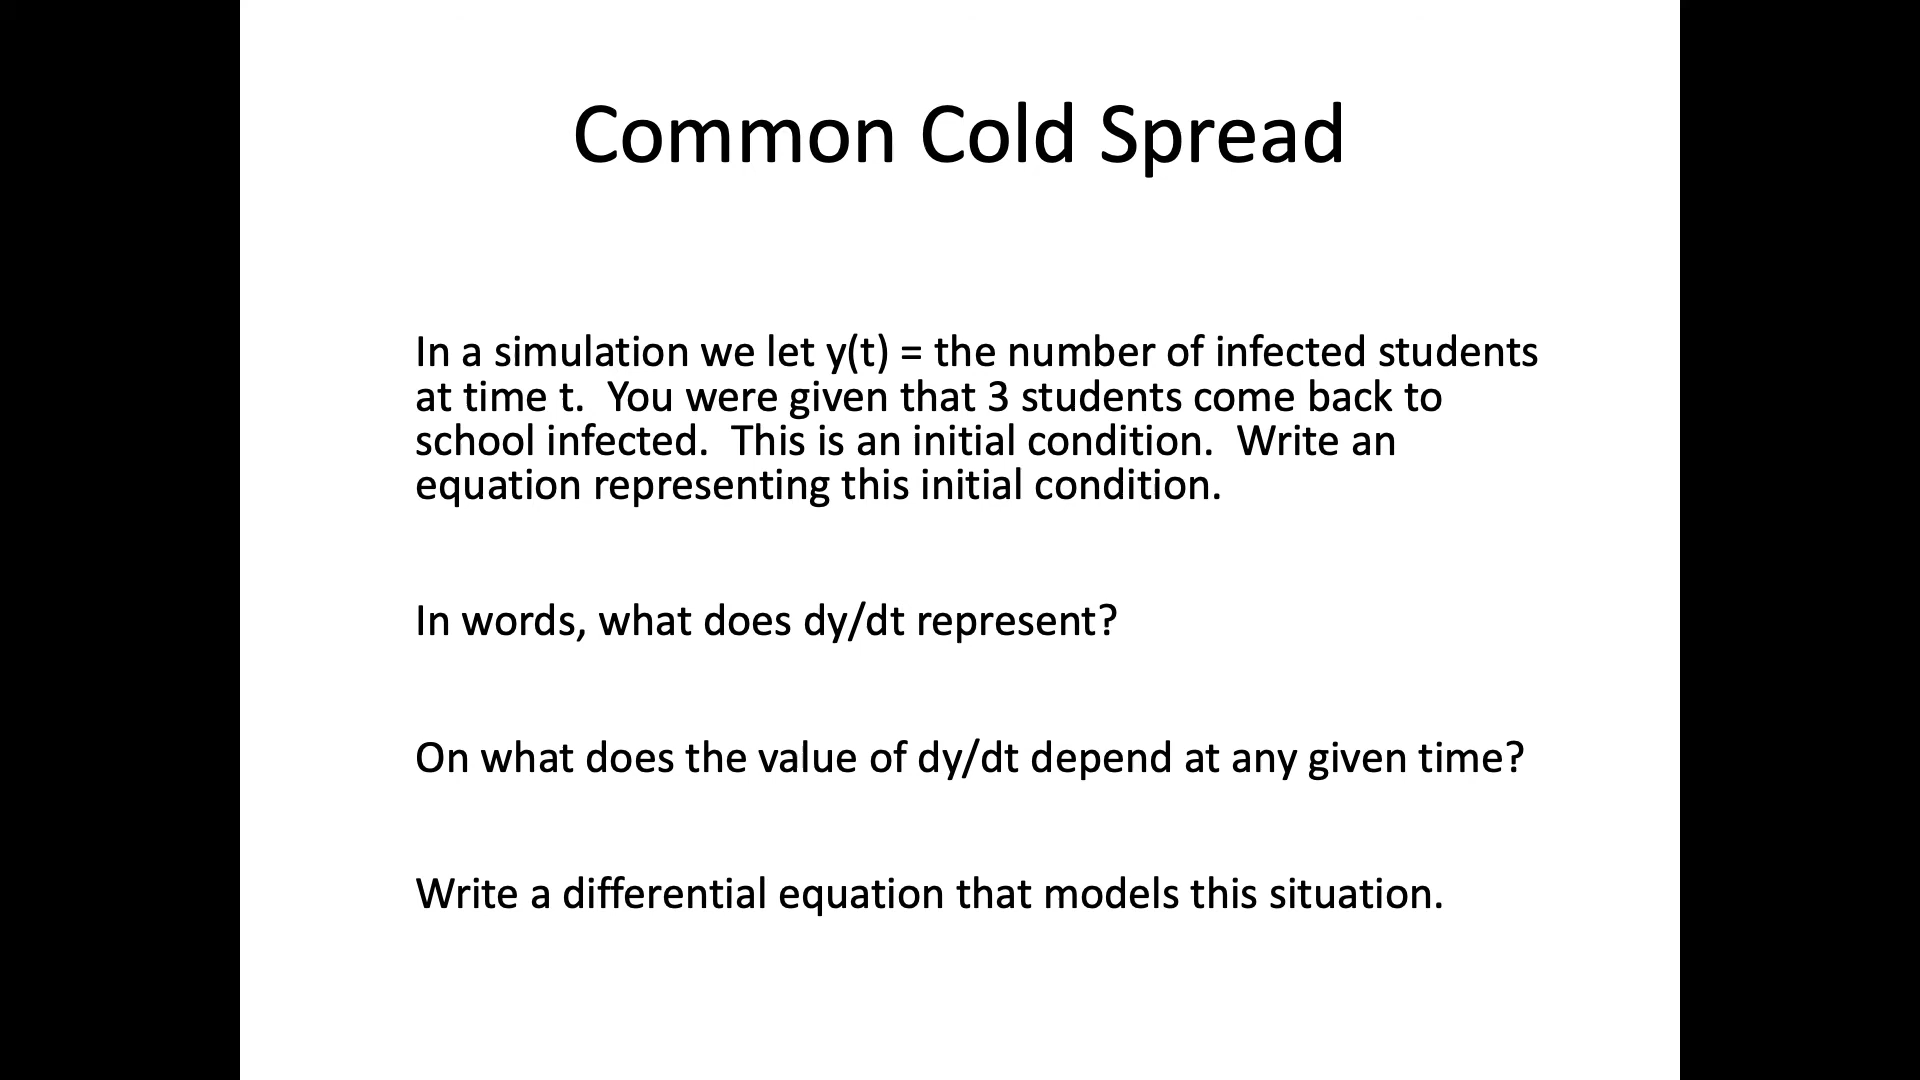 Common Cold Spread
In a simulation we let y(t) = the number of infected students
at time t.  You were given that 3 students come back to
school infected.  This is an initial condition.  Write an
equation representing this initial condition.
In words, what does dy/dt represent?
On what does the value of dy/dt depend at any given time?
Write a differential equation that models this situation.